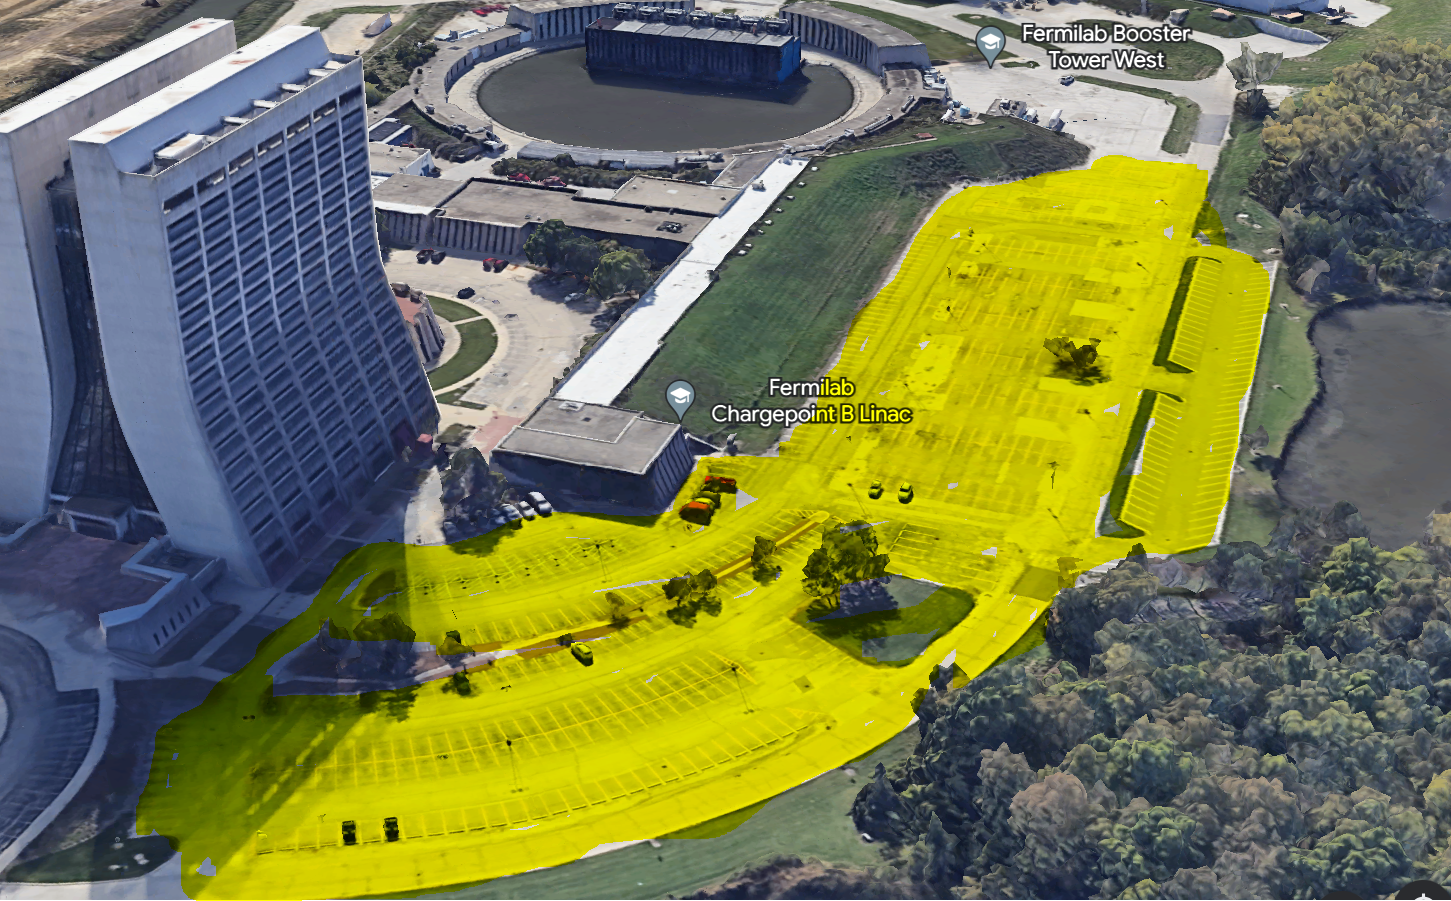 Fermilab Booster
Tower West
Fermilab
Chargepoint B Linac